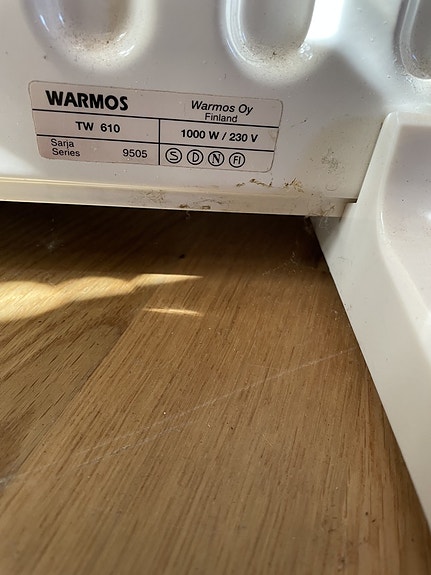 WARMOS
Warmos Oy
Finland
TW 610
1000 W / 230 V
Sarja
Series 9505
S D N FI